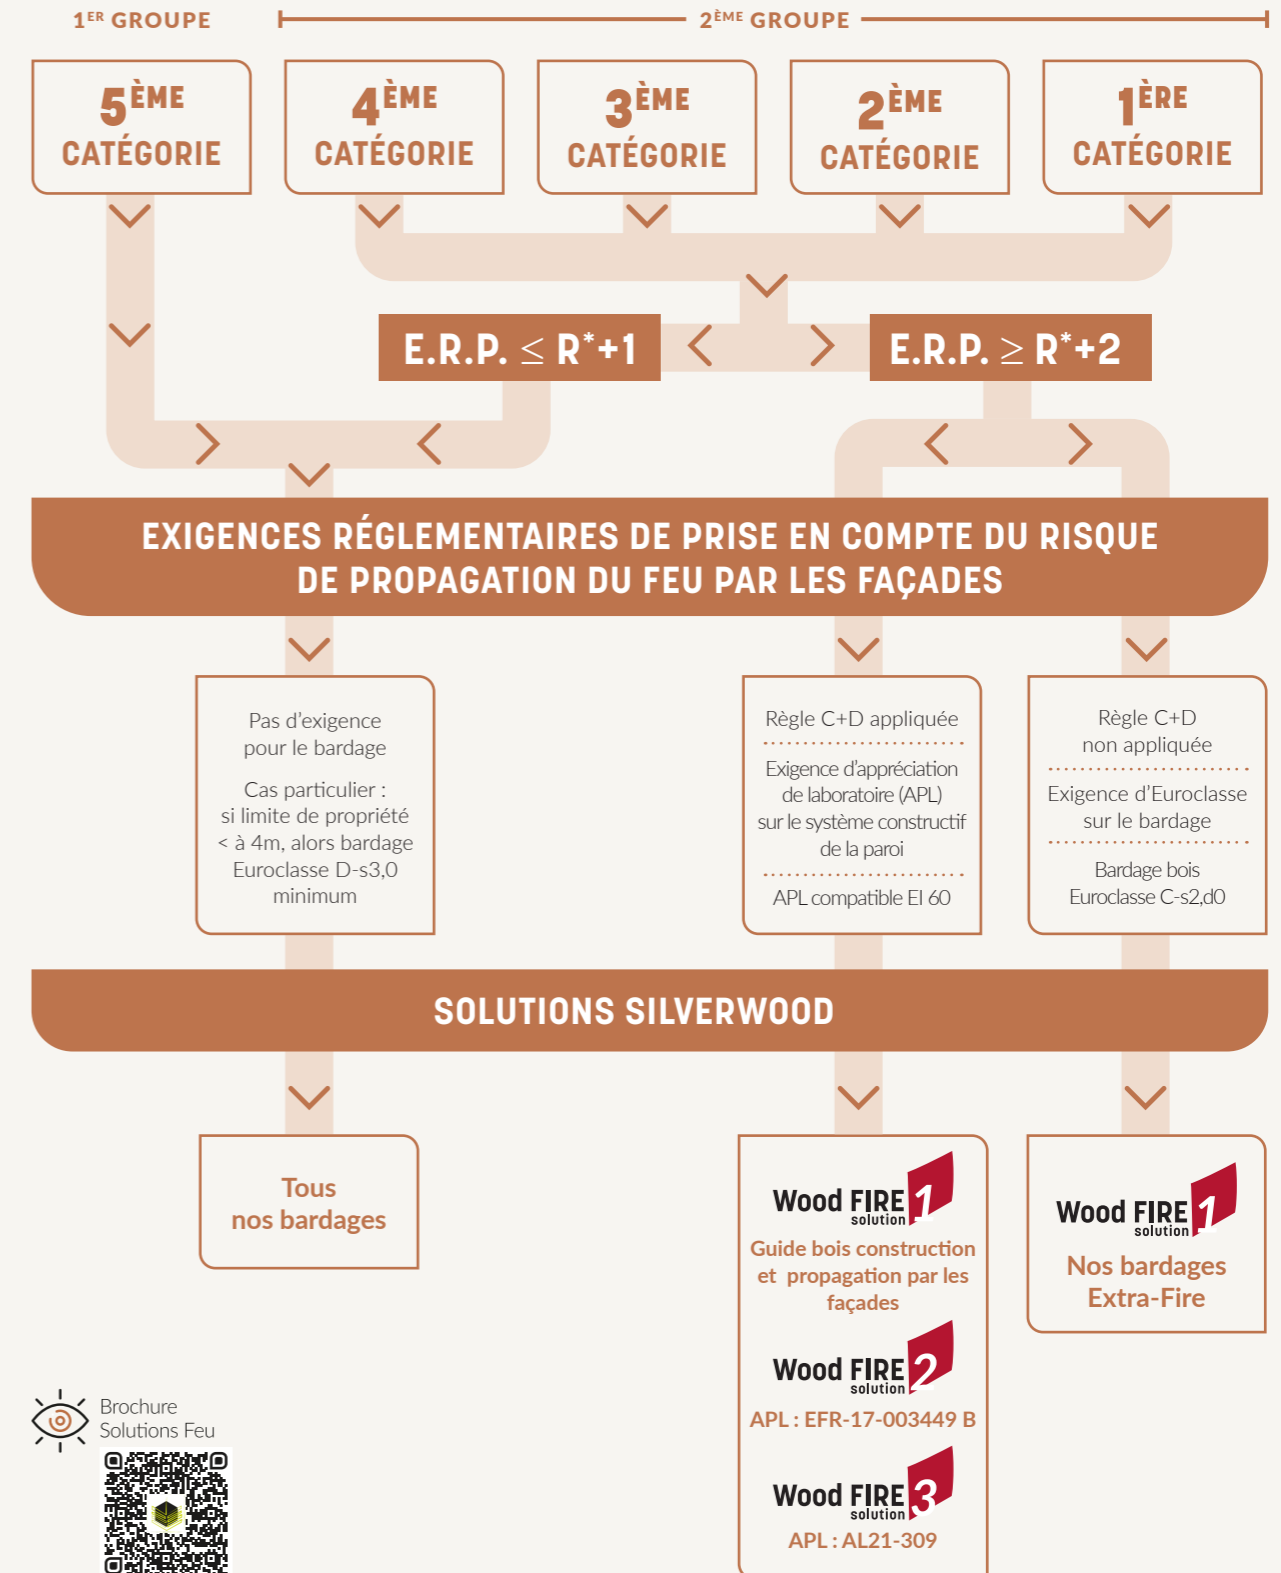 1ER GROUPE
2ÈME GROUPE
5ÈME
CATÉGORIE
4ÈME
CATÉGORIE
3ÈME
CATÉGORIE
2ÈME
CATÉGORIE
1ÈRE
CATÉGORIE
E.R.P. ≤ R*+1
E.R.P. ≥ R*+2
EXIGENCES RÉGLEMENTAIRES DE PRISE EN COMPTE DU RISQUE
DE PROPAGATION DU FEU PAR LES FAÇADES
Pas d'exigence
pour le bardage
Cas particulier :
si limite de propriété
< à 4m, alors bardage
Euroclasse D-s3,0
minimum
Règle C+D appliquée
Exigence d'appréciation
de laboratoire (APL)
sur le système constructif
de la paroi
APL compatible EI 60
Règle C+D
non appliquée
Exigence d'Euroclasse
sur le bardage
Bardage bois
Euroclasse C-s2,d0
SOLUTIONS SILVERWOOD
Tous
nos bardages
Wood FIRE 1
solution
Guide bois construction
et propagation par les
façades
Wood FIRE 2
solution
APL : EFR-17-003449 B
Wood FIRE 3
solution
APL : AL21-309
Wood FIRE 1
solution
Nos bardages
Extra-Fire
Brochure
Solutions Feu